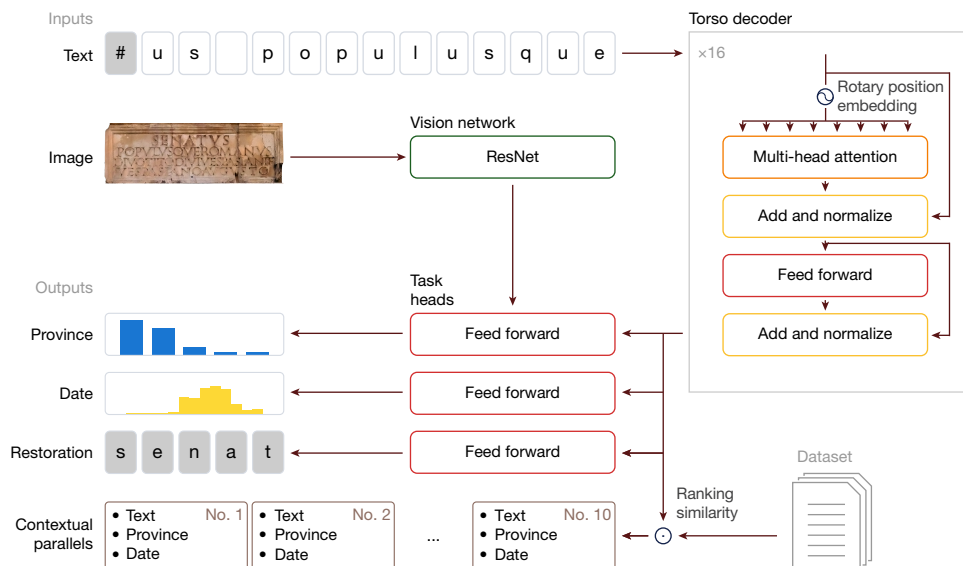 Inputs
Text
# u s p o p u l u s q u e
Torso decoder
×16
Rotary position
embedding
Multi-head attention
Add and normalize
Feed forward
Add and normalize
Image
SENATVS
Vision network
ResNet
Outputs
Task
heads
Province
Feed forward
Date
Feed forward
Restoration
s e n a t
Feed forward
Dataset
Ranking
similarity
Contextual
parallels
No. 1
• Text
• Province
• Date
No. 2
• Text
• Province
• Date
...
No. 10
• Text
• Province
• Date